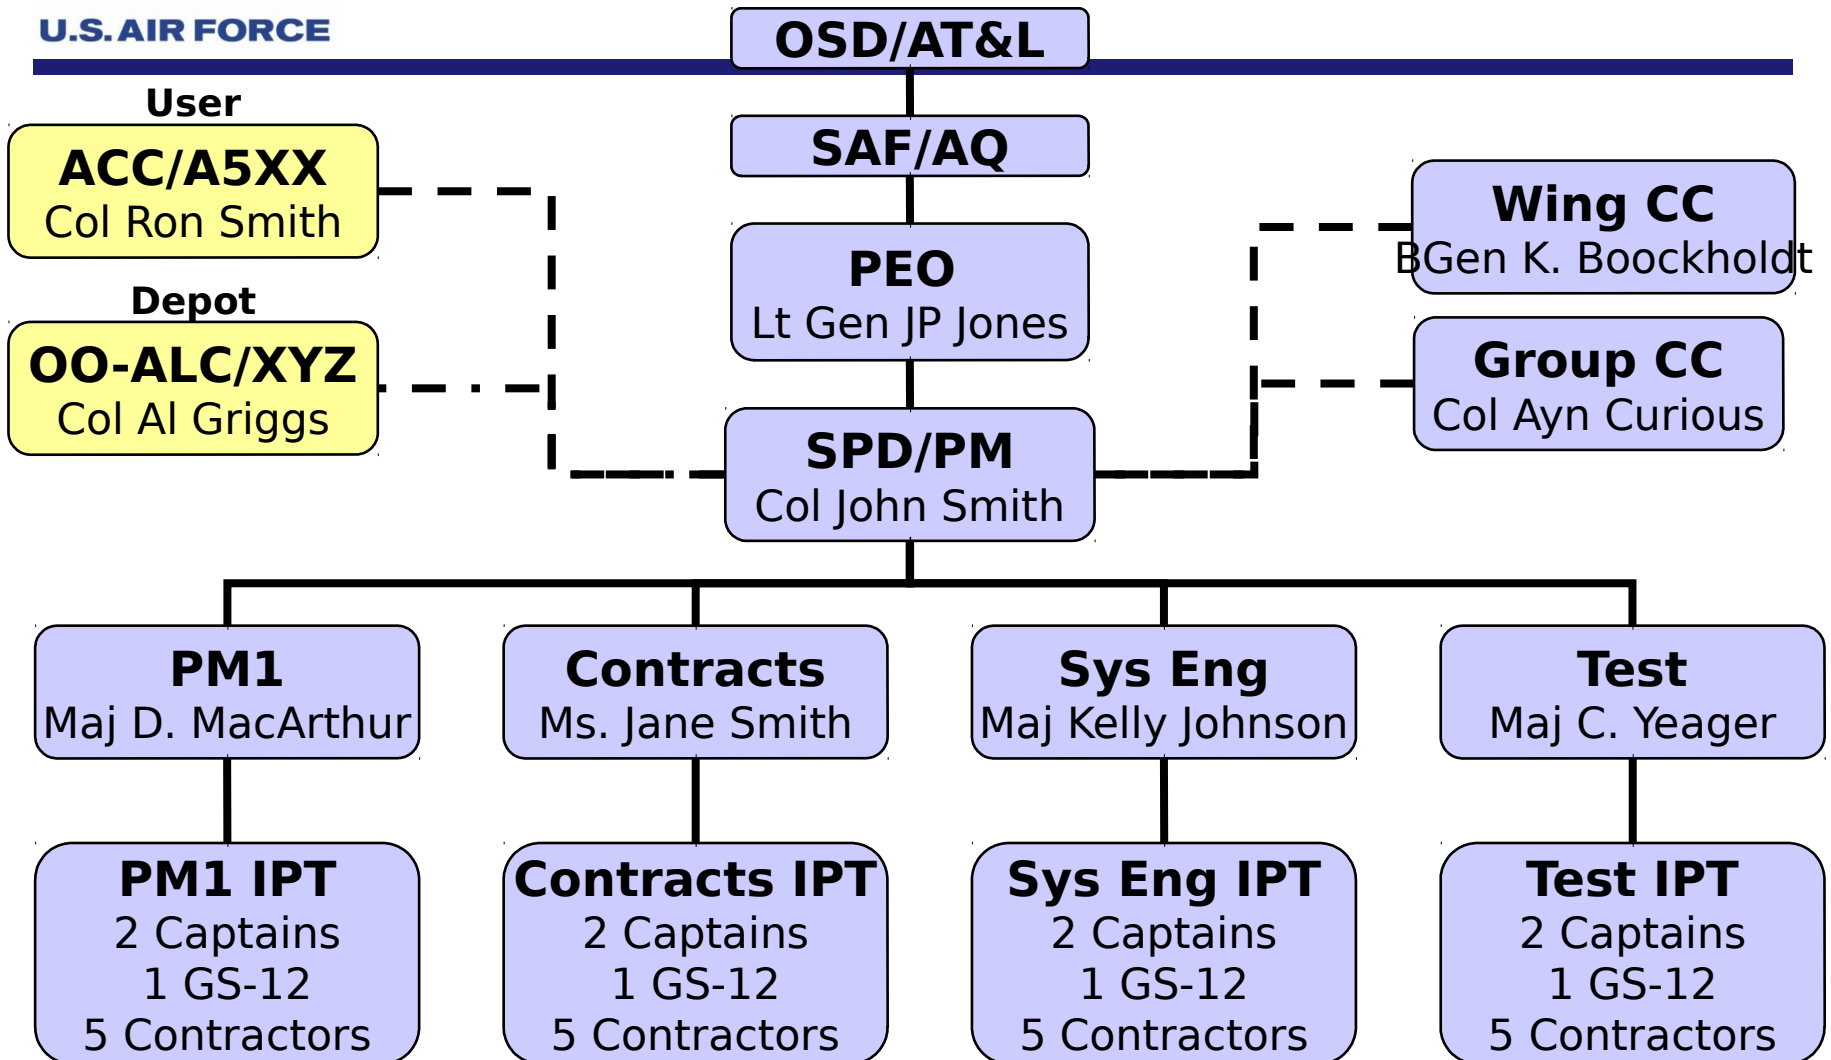 U.S. AIR FORCE
OSD/AT&L
User
ACC/A5XX
Col Ron Smith
SAF/AQ
Depot
OO-ALC/XYZ
Col Al Griggs
PEO
Lt Gen JP Jones
Wing CC
BGen K. Boockholdt
Group CC
Col Ayn Curious
SPD/PM
Col John Smith
PM1
Maj D. MacArthur
Contracts
Ms. Jane Smith
Sys Eng
Maj Kelly Johnson
Test
Maj C. Yeager
PM1 IPT
2 Captains
1 GS-12
5 Contractors
Contracts IPT
2 Captains
1 GS-12
5 Contractors
Sys Eng IPT
2 Captains
1 GS-12
5 Contractors
Test IPT
2 Captains
1 GS-12
5 Contractors